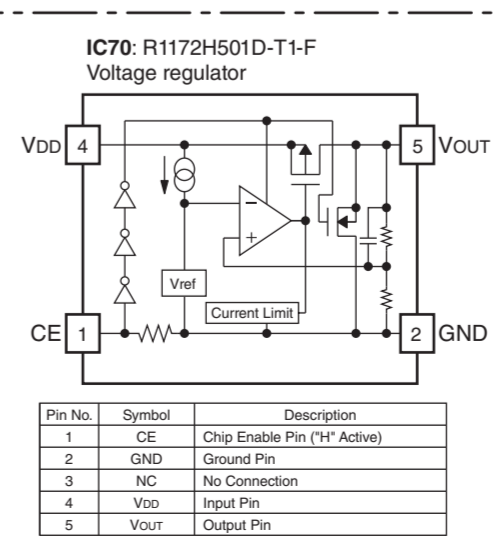 IC70: R1172H501D-T1-F
Voltage regulator
VDD 4
5 VOUT
−
+
Vref
Current Limit
CE 1
2 GND
Pin No. Symbol Description
1 CE Chip Enable Pin ("H" Active)
2 GND Ground Pin
3 NC No Connection
4 VDD Input Pin
5 VOUT Output Pin